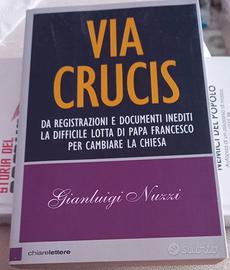 VIA
CRUCIS
DA REGISTRAZIONI E DOCUMENTI INEDITI
LA DIFFICILE LOTTA DI PAPA FRANCESCO
PER CAMBIARE LA CHIESA
Gianluigi Nuzzi
chiarelettere
STORIA DEL
NEMICI DEL POPOLO
subito